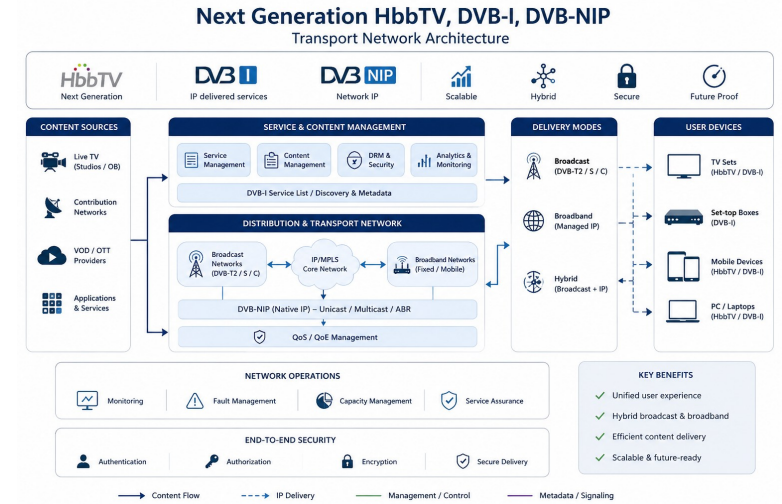 Next Generation HbbTV, DVB-I, DVB-NIP
Transport Network Architecture
HbbTV
Next Generation
DVB I
IP delivered services
DVB NIP
Network IP
Scalable
Hybrid
Secure
Future Proof
CONTENT SOURCES
Live TV
(Studios / OB)
Contribution
Networks
VOD / OTT
Providers
Applications
& Services
SERVICE & CONTENT MANAGEMENT
Service
Management
Content
Management
DRM &
Security
Analytics &
Monitoring
DVB-I Service List / Discovery & Metadata
DISTRIBUTION & TRANSPORT NETWORK
Broadcast
Networks
(DVB-T2 / S / C)
IP/MPLS
Core Network
Broadband Networks
(Fixed / Mobile)
DVB-NIP (Native IP) – Unicast / Multicast / ABR
QoS / QoE Management
DELIVERY MODES
Broadcast
(DVB-T2 / S / C)
Broadband
(Managed IP)
Hybrid
(Broadcast + IP)
USER DEVICES
TV Sets
(HbbTV / DVB-I)
Set-top Boxes
(DVB-I)
Mobile Devices
(HbbTV / DVB-I)
PC / Laptops
(HbbTV / DVB-I)
NETWORK OPERATIONS
Monitoring
Fault Management
Capacity Management
Service Assurance
END-TO-END SECURITY
Authentication
Authorization
Encryption
Secure Delivery
KEY BENEFITS
Unified user experience
Hybrid broadcast & broadband
Efficient content delivery
Scalable & future-ready
Content Flow
IP Delivery
Management / Control
Metadata / Signaling